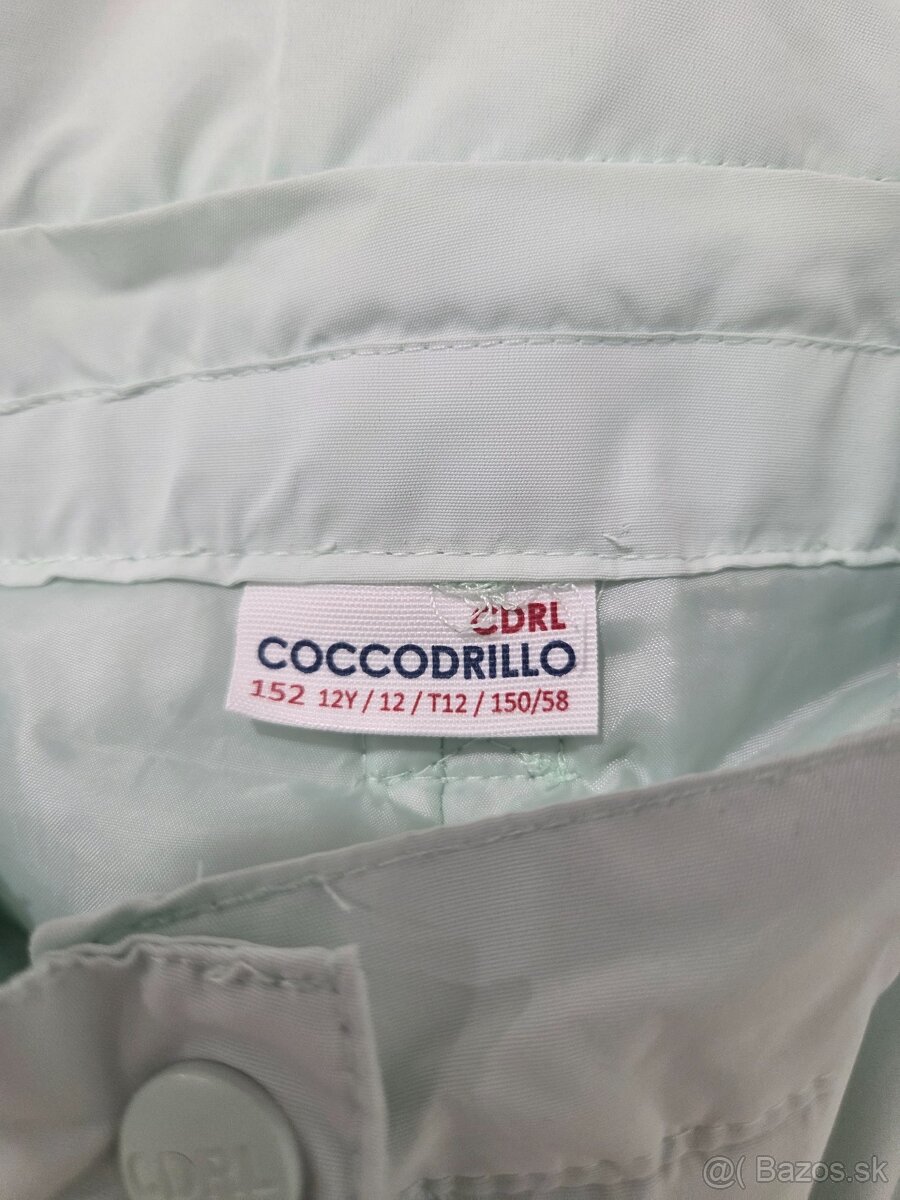 CDRL
COCCODRILLO
152 12Y / 12 / T12 / 150/58
@( Bazos.sk